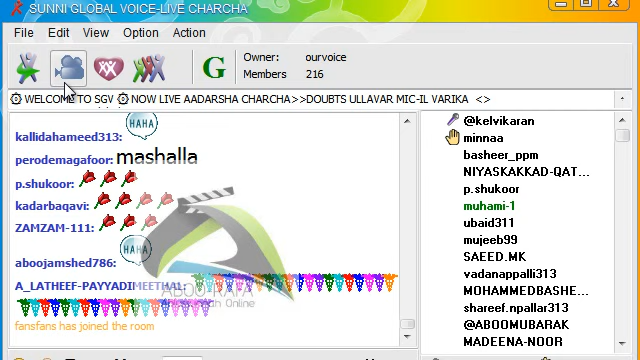 SUNNI GLOBAL VOICE-LIVE CHARCHA
File Edit View Option Action
G
Owner: ourvoice
Members 216
WELCOME TO SGV NOW LIVE AADARSHA CHARCHA>>DOUBTS ULLAVAR MIC-IL VARIKA <>
HAHA
kallidahameed313:
perodemagafoor: mashalla
p.shukoor:
kadarbaqavi:
ZAMZAM-111:
HAHA
aboojamshed786:
A_LATHEEF-PAYYADIMEETHAL:
fansfans has joined the room
@kelvikaran
minnaa
basheer_ppm
NIYASKAKKAD-QAT...
p.shukoor
muhami-1
ubaid311
mujeeb99
SAEED.MK
vadanappalli313
MOHAMMEDBASHE...
shareef.npallar313
@ABOOMUBARAK
MADEENA-NOOR